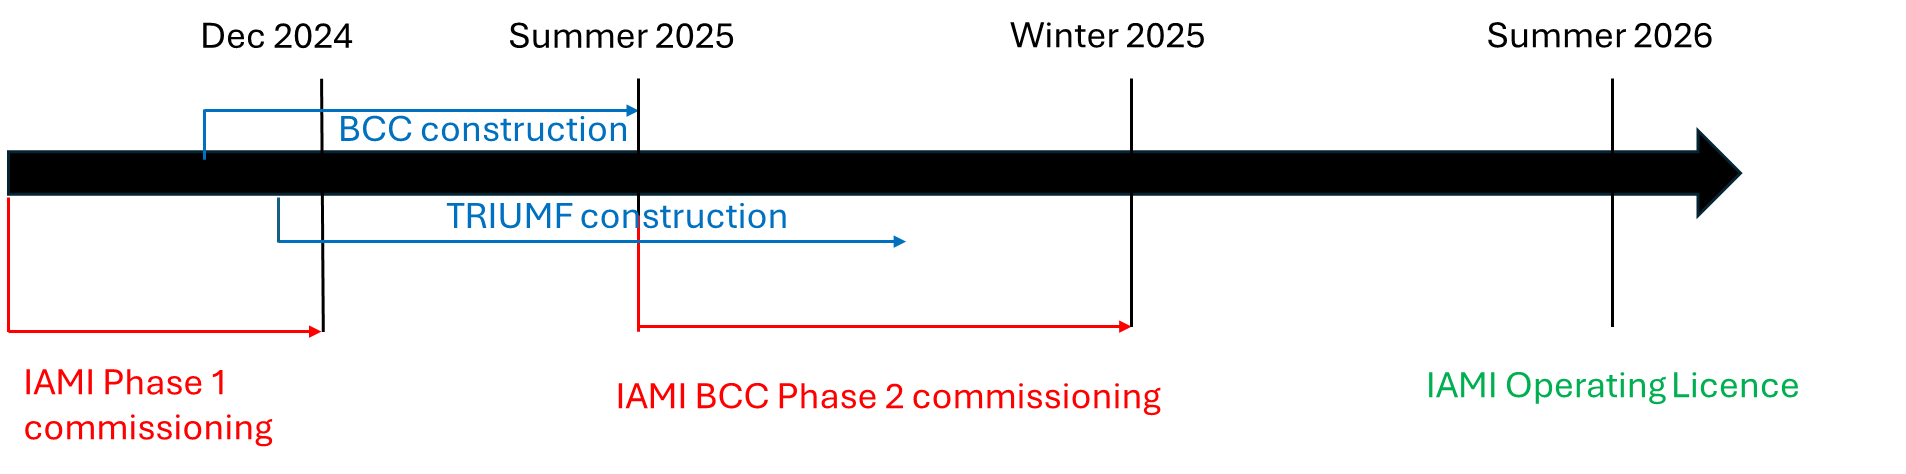 Dec 2024
Summer 2025
Winter 2025
Summer 2026
BCC construction
TRIUMF construction
IAMI Phase 1
commissioning
IAMI BCC Phase 2 commissioning
IAMI Operating Licence